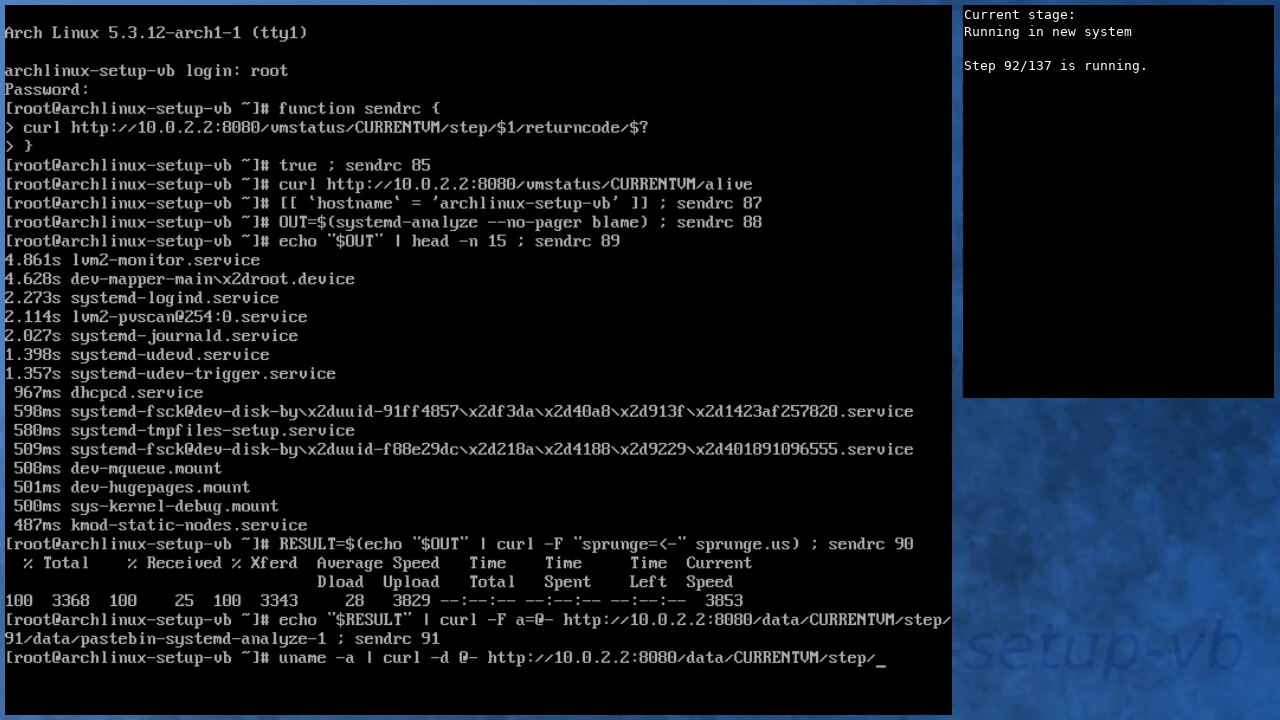 Arch Linux 5.3.12-arch1-1 (tty1)
archlinux-setup-vb login: root
Password:
[root@archlinux-setup-vb ~]# function sendrc {
> curl http://10.0.2.2:8080/vmstatus/CURRENTVM/step/$1/returncode/$?
> }
[root@archlinux-setup-vb ~]# true ; sendrc 85
[root@archlinux-setup-vb ~]# curl http://10.0.2.2:8080/vmstatus/CURRENTVM/alive
[root@archlinux-setup-vb ~]# [[ `hostname` = 'archlinux-setup-vb' ]] ; sendrc 87
[root@archlinux-setup-vb ~]# OUT=$(systemd-analyze --no-pager blame) ; sendrc 88
[root@archlinux-setup-vb ~]# echo "$OUT" | head -n 15 ; sendrc 89
4.861s lvm2-monitor.service
4.628s dev-mapper-main\x2droot.device
2.273s systemd-logind.service
2.114s lvm2-pvscan@254:0.service
2.027s systemd-journald.service
1.398s systemd-udevd.service
1.357s systemd-udev-trigger.service
967ms dhcpcd.service
598ms systemd-fsck@dev-disk-by\x2duuid-91ff4857\x2df3da\x2d40a8\x2d913f\x2d1423af257820.service
580ms systemd-tmpfiles-setup.service
509ms systemd-fsck@dev-disk-by\x2duuid-f88e29dc\x2d218a\x2d4188\x2d9229\x2d401891096555.service
508ms dev-mqueue.mount
501ms dev-hugepages.mount
500ms sys-kernel-debug.mount
487ms kmod-static-nodes.service
[root@archlinux-setup-vb ~]# RESULT=$(echo "$OUT" | curl -F "sprunge=<-" sprunge.us) ; sendrc 90
% Total    % Received % Xferd  Average Speed   Time    Time     Time  Current
Dload  Upload   Total   Spent    Left  Speed
100  3368  100    25  100  3343     28   3829 --:--:-- --:--:-- --:--:--  3853
[root@archlinux-setup-vb ~]# echo "$RESULT" | curl -F a=@- http://10.0.2.2:8080/data/CURRENTVM/step/
91/data/pastebin-systemd-analyze-1 ; sendrc 91
[root@archlinux-setup-vb ~]# uname -a | curl -d @- http://10.0.2.2:8080/data/CURRENTVM/step/_
Current stage:
Running in new system
Step 92/137 is running.
-setup-vb